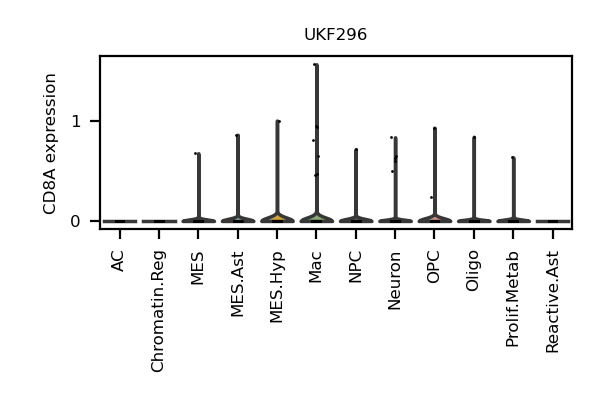 UKF296
CD8A expression
1
0
AC
Chromatin.Reg
MES
MES.Ast
MES.Hyp
Mac
NPC
Neuron
OPC
Oligo
Prolif.Metab
Reactive.Ast